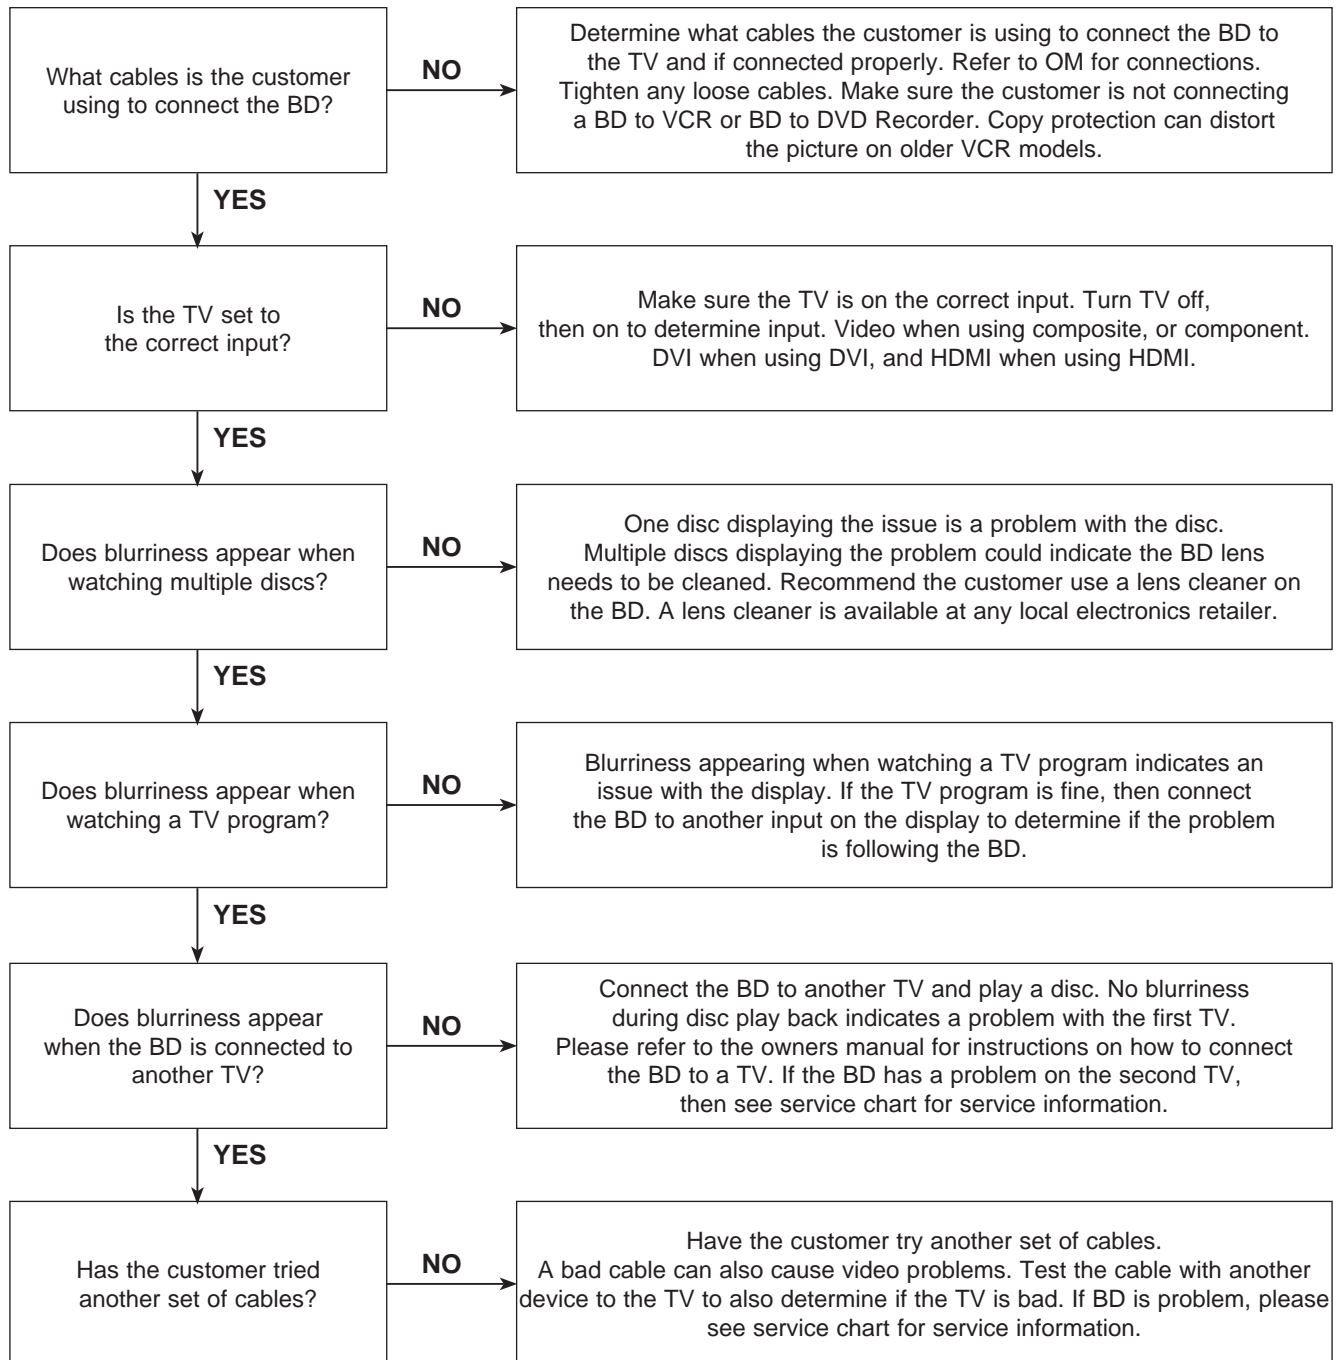 What cables is the customer
using to connect the BD?
NO
Determine what cables the customer is using to connect the BD to
the TV and if connected properly. Refer to OM for connections.
Tighten any loose cables. Make sure the customer is not connecting
a BD to VCR or BD to DVD Recorder. Copy protection can distort
the picture on older VCR models.
YES
Is the TV set to
the correct input?
NO
Make sure the TV is on the correct input. Turn TV off,
then on to determine input. Video when using composite, or component.
DVI when using DVI, and HDMI when using HDMI.
YES
Does blurriness appear when
watching multiple discs?
NO
One disc displaying the issue is a problem with the disc.
Multiple discs displaying the problem could indicate the BD lens
needs to be cleaned. Recommend the customer use a lens cleaner on
the BD. A lens cleaner is available at any local electronics retailer.
YES
Does blurriness appear when
watching a TV program?
NO
Blurriness appearing when watching a TV program indicates an
issue with the display. If the TV program is fine, then connect
the BD to another input on the display to determine if the problem
is following the BD.
YES
Does blurriness appear
when the BD is connected to
another TV?
NO
Connect the BD to another TV and play a disc. No blurriness
during disc play back indicates a problem with the first TV.
Please refer to the owners manual for instructions on how to connect
the BD to a TV. If the BD has a problem on the second TV,
then see service chart for service information.
YES
Has the customer tried
another set of cables?
NO
Have the customer try another set of cables.
A bad cable can also cause video problems. Test the cable with another
device to the TV to also determine if the TV is bad. If BD is problem, please
see service chart for service information.